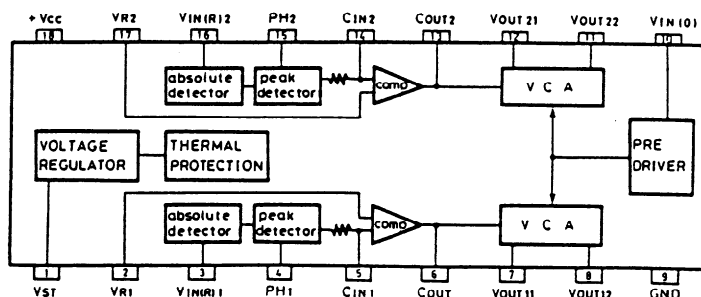 +Vcc VR2 VIN(R)2 PH2 CIN2 COUT2 VOUT21 VOUT22 VIN(O)
18 17 16 15 14 13 12 11 10
absolute detector
peak detector
comp
V C A
VOLTAGE REGULATOR
THERMAL PROTECTION
PRE DRIVER
absolute detector
peak detector
comp
V C A
1 2 3 4 5 6 7 8 9
VST VR1 VIN(R)1 PH1 CIN1 COUT VOUT11 VOUT12 GND